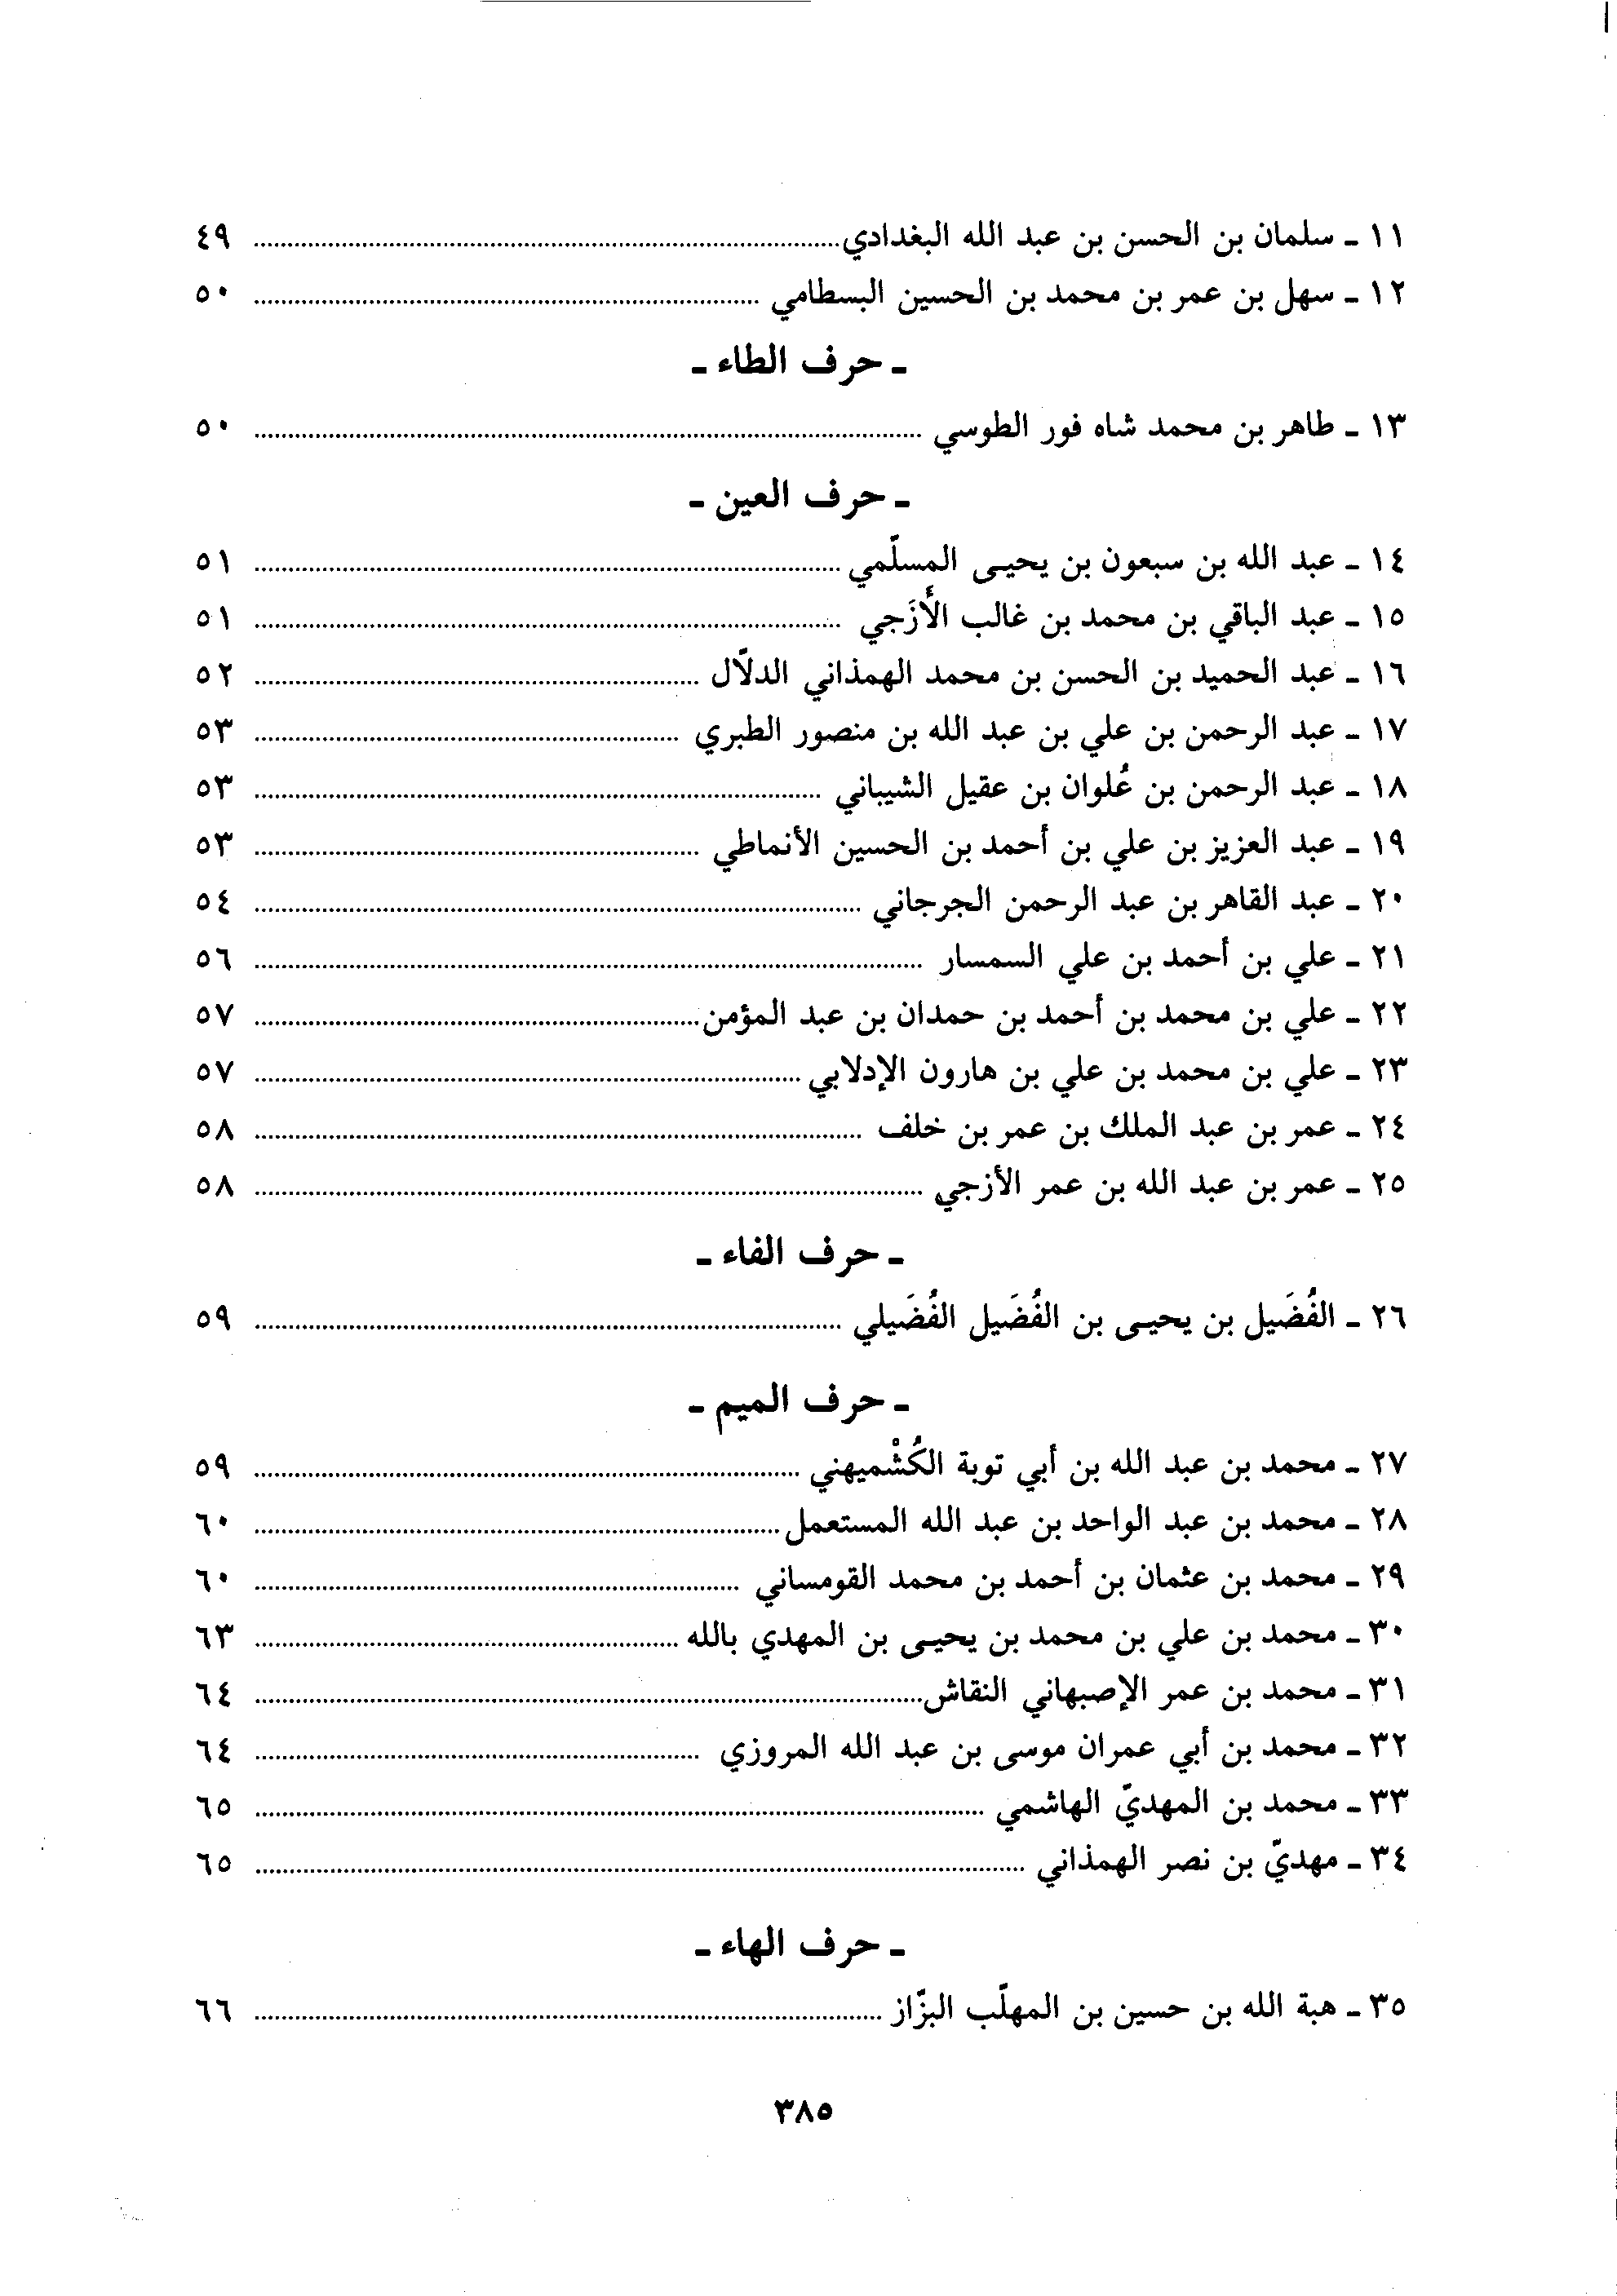 ١١ ـ سلمان بن الحسن بن عبد الله البغدادي ........ ٤٩
١٢ ـ سهل بن عمر بن محمد بن الحسين البسطامي ........ ٥٠
ـ حرف الطاء ـ
١٣ ـ طاهر بن محمد شاه فور الطوسي ........ ٥٠
ـ حرف العين ـ
١٤ ـ عبد الله بن سبعون بن يحيى المسلّمي ........ ٥١
١٥ ـ عبد الباقي بن محمد بن غالب الأَزَجي ........ ٥١
١٦ ـ عبد الحميد بن الحسن بن محمد الهمذاني الدلاّل ........ ٥٢
١٧ ـ عبد الرحمن بن علي بن عبد الله بن منصور الطبري ........ ٥٣
١٨ ـ عبد الرحمن بن عُلوان بن عقيل الشيباني ........ ٥٣
١٩ ـ عبد العزيز بن علي بن أحمد بن الحسين الأنماطي ........ ٥٣
٢٠ ـ عبد القاهر بن عبد الرحمن الجرجاني ........ ٥٤
٢١ ـ علي بن أحمد بن علي السمسار ........ ٥٦
٢٢ ـ علي بن محمد بن أحمد بن حمدان بن عبد المؤمن ........ ٥٧
٢٣ ـ علي بن محمد بن علي بن هارون الإدلابي ........ ٥٧
٢٤ ـ عمر بن عبد الملك بن عمر بن خلف ........ ٥٨
٢٥ ـ عمر بن عبد الله بن عمر الأزجي ........ ٥٨
ـ حرف الفاء ـ
٢٦ ـ الفُضَيل بن يحيى بن الفُضَيل الفُضَيلي ........ ٥٩
ـ حرف الميم ـ
٢٧ ـ محمد بن عبد الله بن أبي توبة الكُشْميهني ........ ٥٩
٢٨ ـ محمد بن عبد الواحد بن عبد الله المستعمل ........ ٦٠
٢٩ ـ محمد بن عثمان بن أحمد بن محمد القومساني ........ ٦٠
٣٠ ـ محمد بن علي بن محمد بن يحيى بن المهدي بالله ........ ٦٣
٣١ ـ محمد بن عمر الإصبهاني النقاش ........ ٦٤
٣٢ ـ محمد بن أبي عمران موسى بن عبد الله المروزي ........ ٦٤
٣٣ ـ محمد بن المهديّ الهاشمي ........ ٦٥
٣٤ ـ مهديّ بن نصر الهمذاني ........ ٦٥
ـ حرف الهاء ـ
٣٥ ـ هبة الله بن حسين بن المهلّب البزّاز ........ ٦٦
٣٨٥